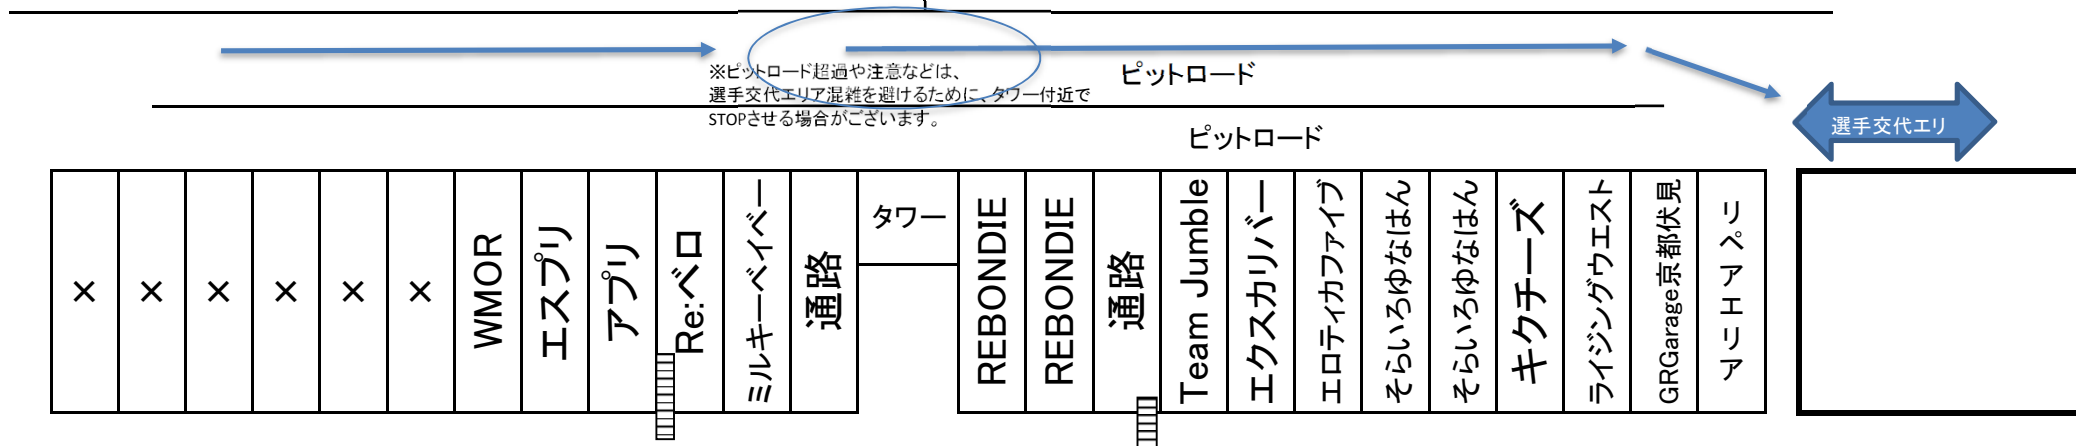 ※ピットロード超過や注意などは、
選手交代エリア混雑を避けるために、タワー付近で
STOPさせる場合がございます。
ピットロード
選手交代エリ
ピットロード
×
×
×
×
×
×
WMOR
エスプリ
アプリ
Re:ベロ
ミルキーベイベー
通路
タワー
REBONDIE
REBONDIE
通路
Team Jumble
エクスカリバー
エロティカファイブ
そらいろゆなはん
そらいろゆなはん
キクチーズ
ライジングウエスト
GRGarage京都伏見
リペアエリア